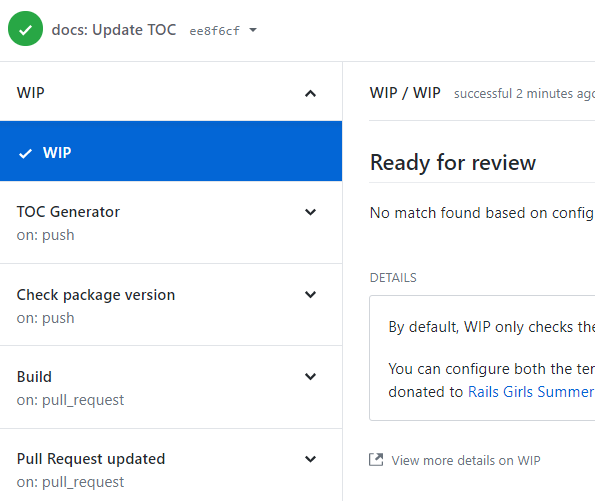 docs: Update TOC ee8f6cf
WIP
WIP
TOC Generator
on: push
Check package version
on: push
Build
on: pull_request
Pull Request updated
on: pull_request
WIP / WIP successful 2 minutes ago
Ready for review
No match found based on config
DETAILS
By default, WIP only checks the
You can configure both the ter
donated to Rails Girls Summer
View more details on WIP